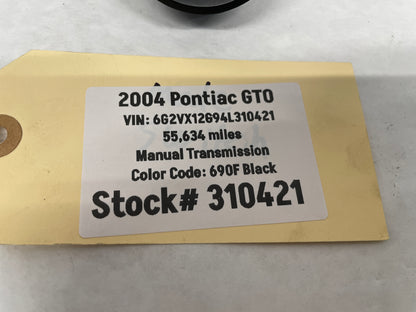 2004 Pontiac GTO
VIN: 6G2VX12G94L310421
55,634 miles
Manual Transmission
Color Code: 690F Black
Stock# 310421